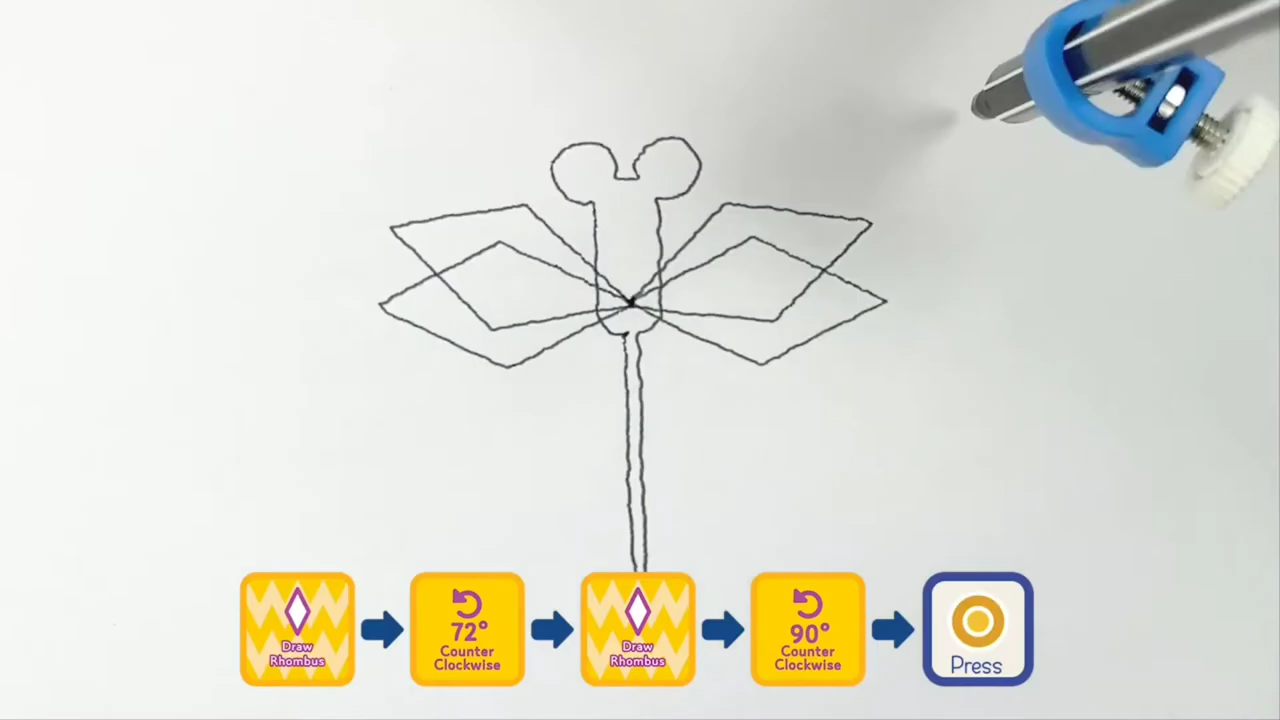 Draw
Rhombus
72°
Counter
Clockwise
Draw
Rhombus
90°
Counter
Clockwise
Press